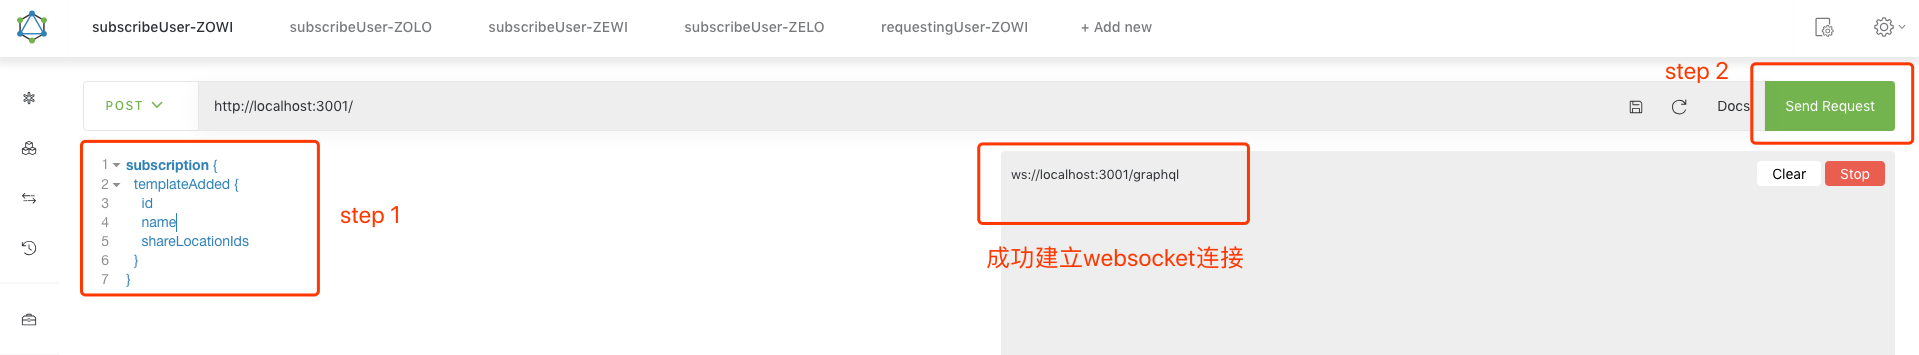 subscribeUser-ZOWI
subscribeUser-ZOLO
subscribeUser-ZEWI
subscribeUser-ZELO
requestingUser-ZOWI
+ Add new
step 2
POST
http://localhost:3001/
Docs
Send Request
1 subscription {
2 templateAdded {
3 id
4 name
5 shareLocationIds
6 }
7 }
step 1
ws://localhost:3001/graphql
Clear
Stop
成功建立websocket连接